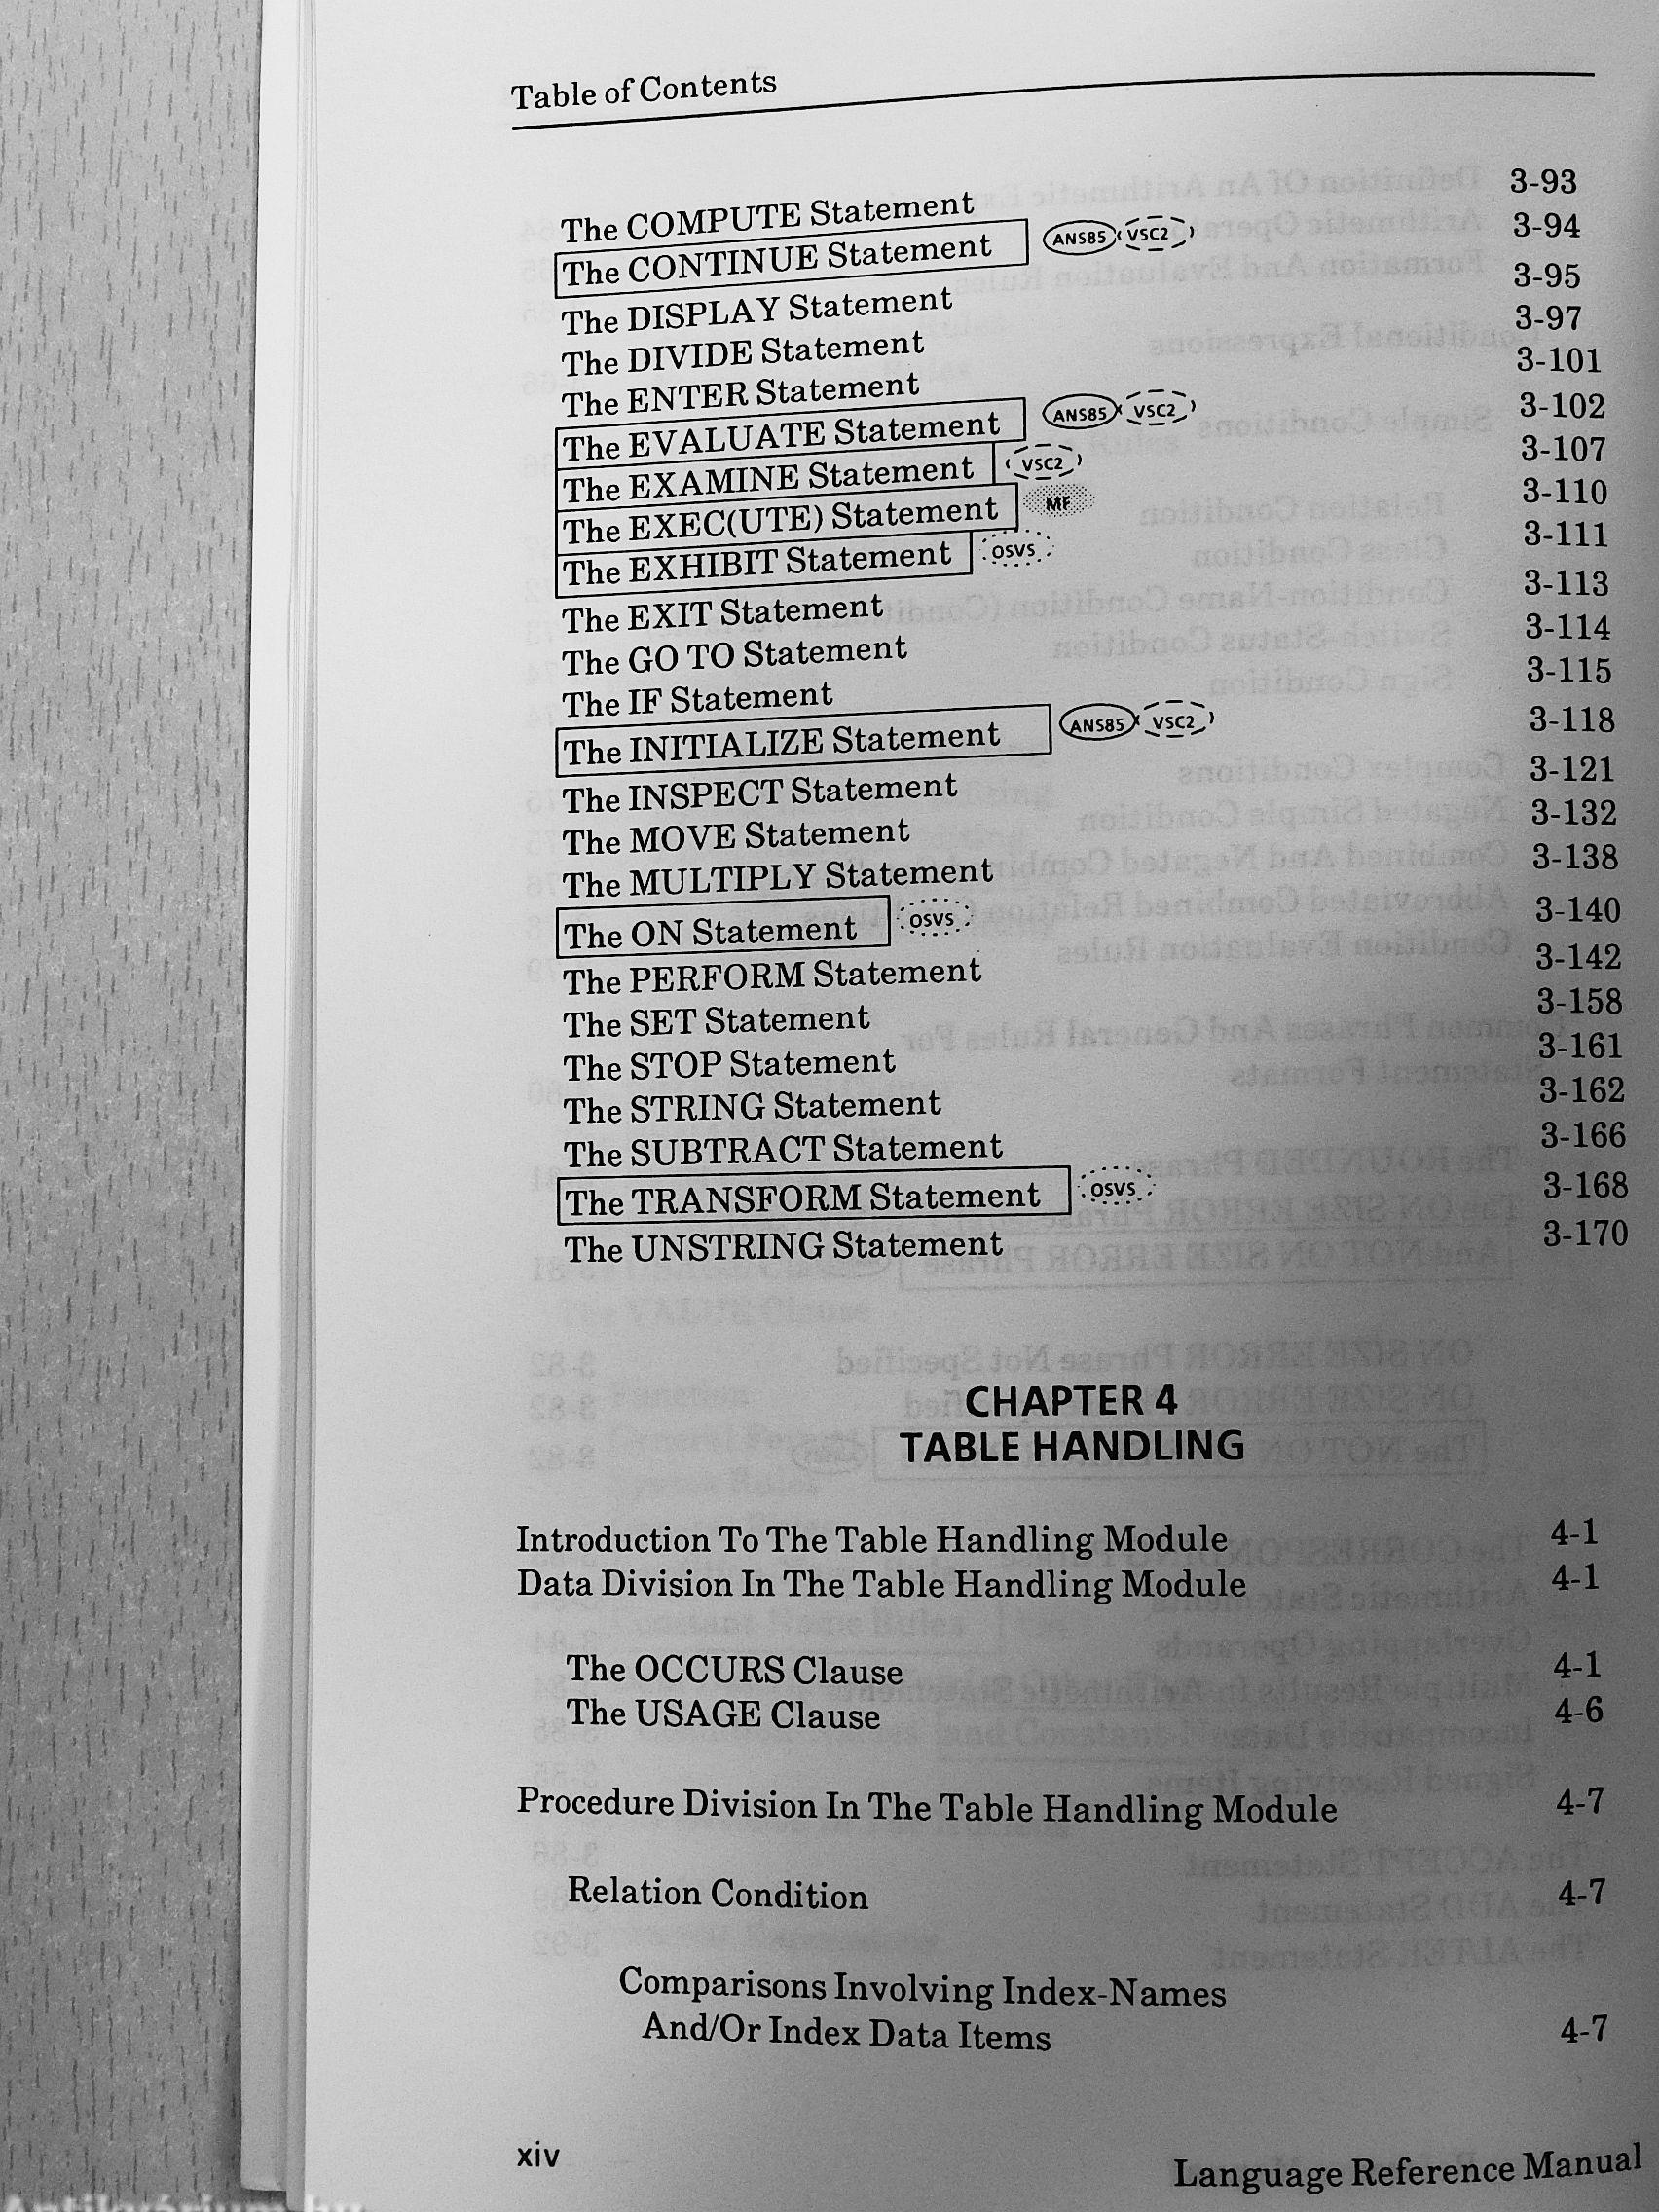 Table of Contents
The COMPUTE Statement 3-93
The CONTINUE Statement ANS85 VSC2 3-94
The DISPLAY Statement 3-95
The DIVIDE Statement 3-97
The ENTER Statement 3-101
The EVALUATE Statement ANS85 VSC2 3-102
The EXAMINE Statement VSC2 3-107
The EXEC(UTE) Statement MF 3-110
The EXHIBIT Statement OSVS 3-111
The EXIT Statement 3-113
The GO TO Statement 3-114
The IF Statement 3-115
The INITIALIZE Statement ANS85 VSC2 3-118
The INSPECT Statement 3-121
The MOVE Statement 3-132
The MULTIPLY Statement 3-138
The ON Statement OSVS 3-140
The PERFORM Statement 3-142
The SET Statement 3-158
The STOP Statement 3-161
The STRING Statement 3-162
The SUBTRACT Statement 3-166
The TRANSFORM Statement OSVS 3-168
The UNSTRING Statement 3-170
CHAPTER 4
TABLE HANDLING
Introduction To The Table Handling Module 4-1
Data Division In The Table Handling Module 4-1
The OCCURS Clause 4-1
The USAGE Clause 4-6
Procedure Division In The Table Handling Module 4-7
Relation Condition 4-7
Comparisons Involving Index-Names
And/Or Index Data Items 4-7
xiv
Language Reference Manual